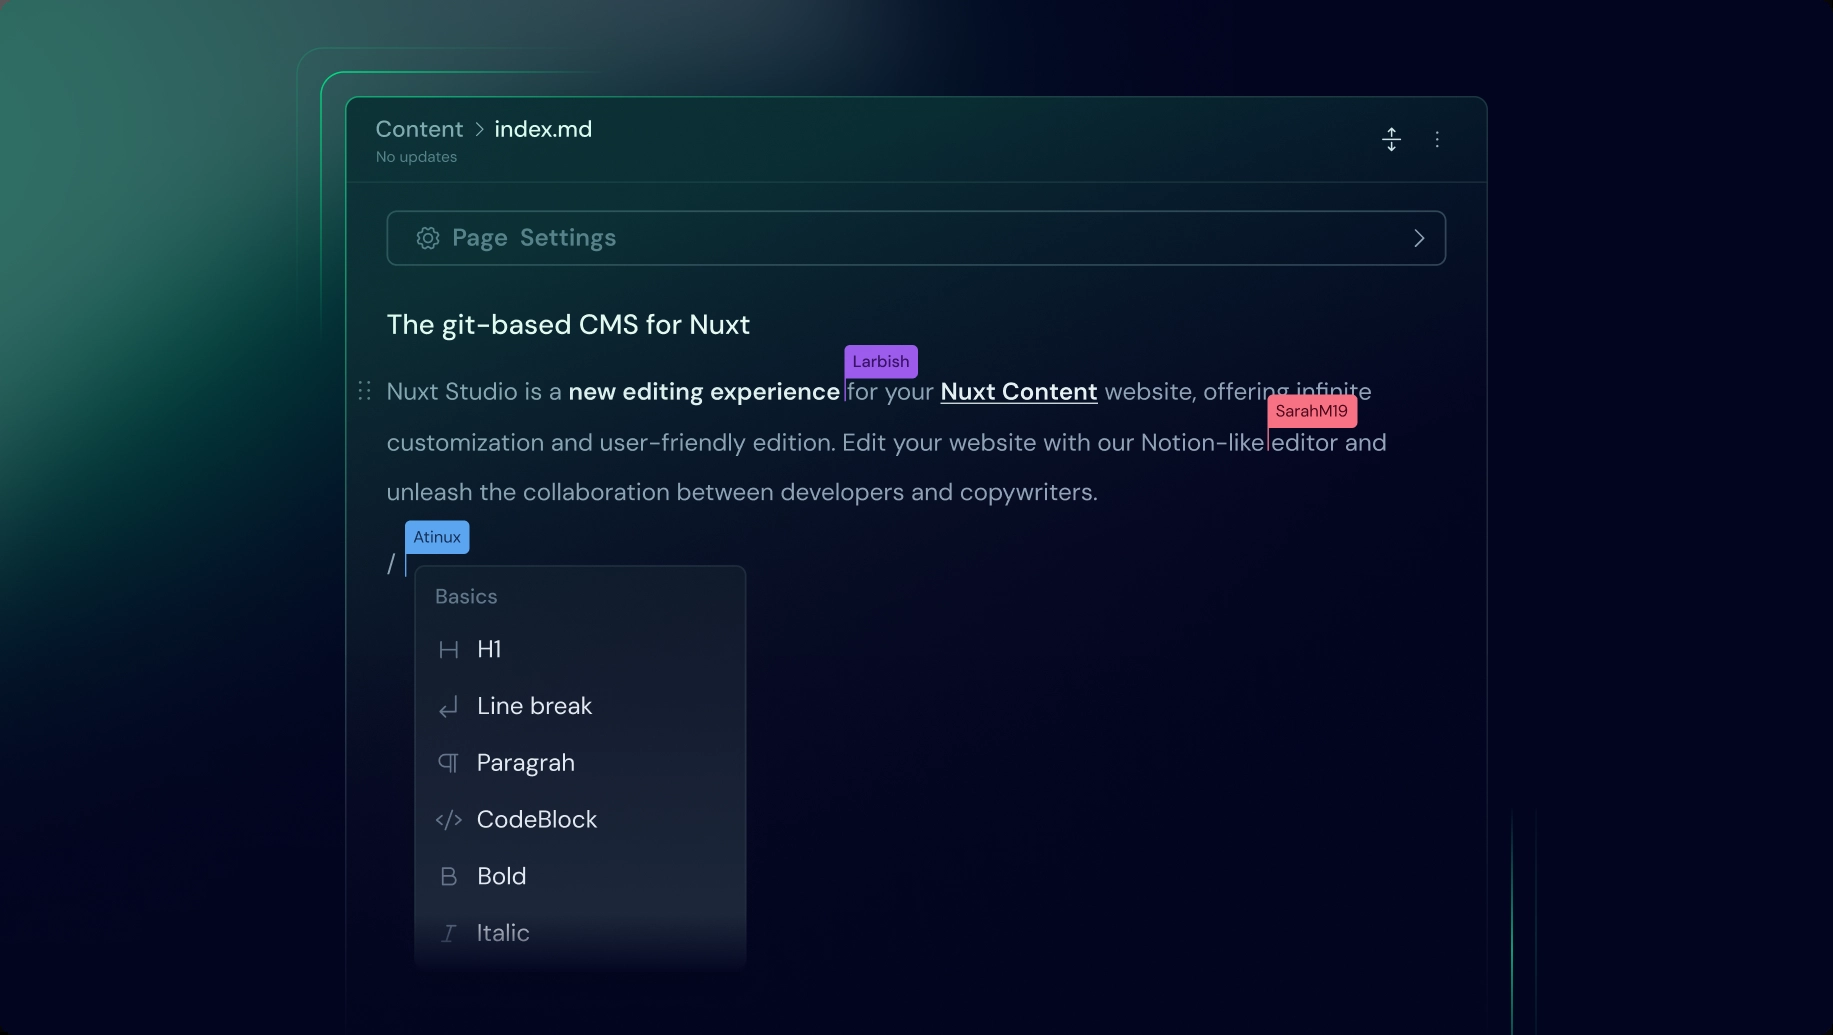 Content > index.md
No updates
Page Settings
The git-based CMS for Nuxt
Larbish
Nuxt Studio is a new editing experience for your Nuxt Content website, offering infinite
SarahM19
customization and user-friendly edition. Edit your website with our Notion-like editor and
unleash the collaboration between developers and copywriters.
Atinux
/
Basics
H1
Line break
Paragrah
</> CodeBlock
B Bold
I Italic